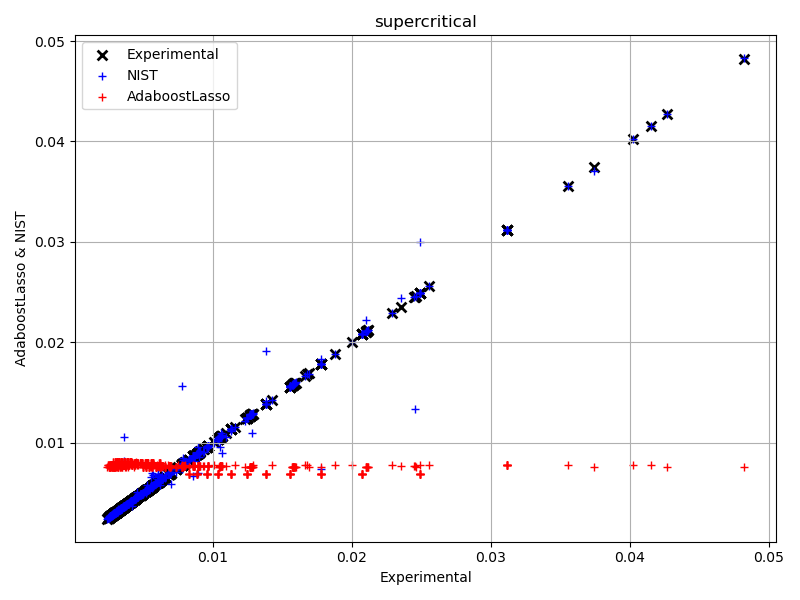 supercritical
Experimental
NIST
AdaboostLasso
AdaboostLasso & NIST
0.05
0.04
0.03
0.02
0.01
0.01
0.02
0.03
0.04
0.05
Experimental